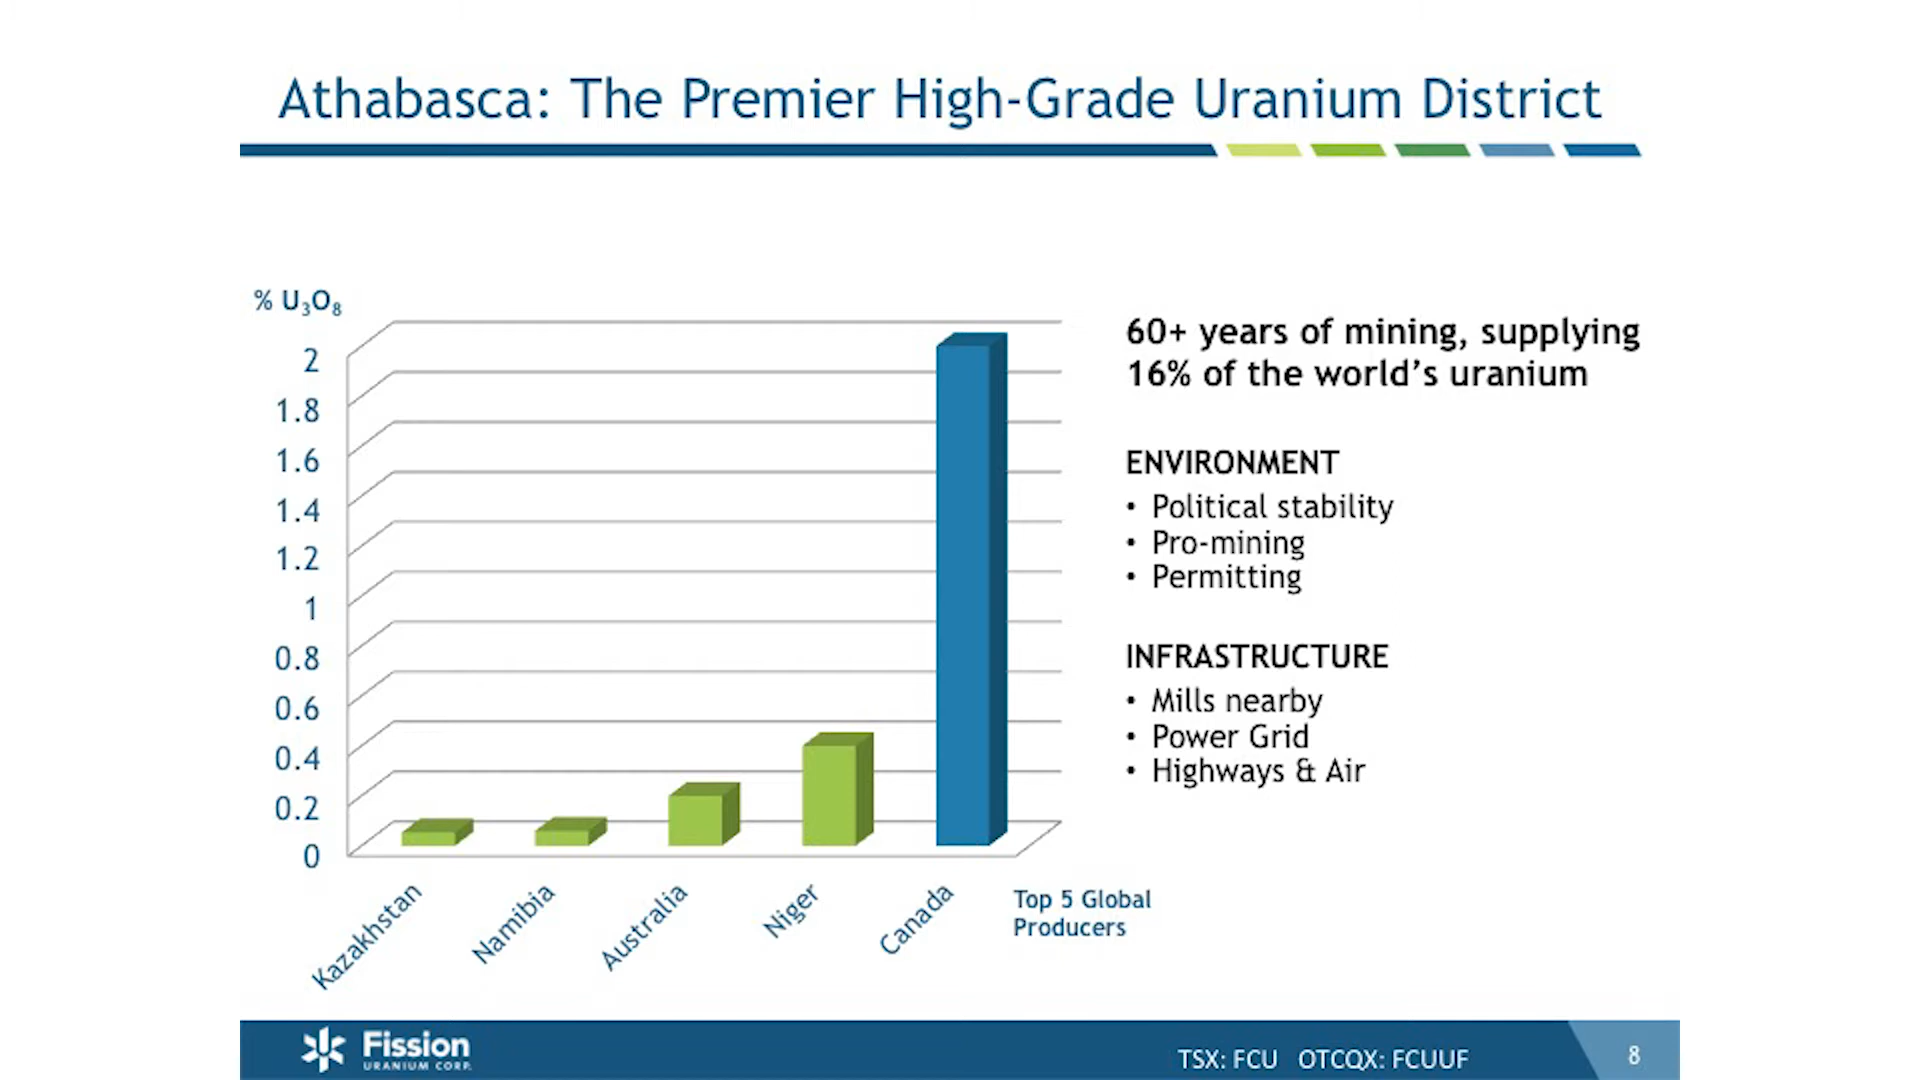 Athabasca: The Premier High-Grade Uranium District
% U₃O₈
2
1.8
1.6
1.4
1.2
1
0.8
0.6
0.4
0.2
0
Kazakhstan
Namibia
Australia
Niger
Canada
Top 5 Global
Producers
60+ years of mining, supplying
16% of the world’s uranium
ENVIRONMENT
• Political stability
• Pro-mining
• Permitting
INFRASTRUCTURE
• Mills nearby
• Power Grid
• Highways & Air
Fission
URANIUM CORP.
TSX: FCU OTCQX: FCUUF
8